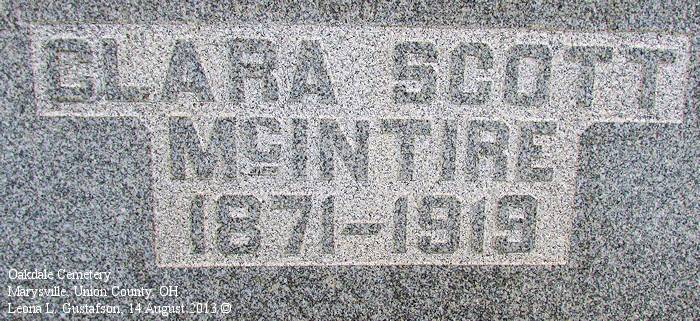 CLARA SCOTT
McINTIRE
1871-1919
Oakdale Cemetery
Marysville, Union County, OH
Leona L. Gustafson, 14 August 2013 ©